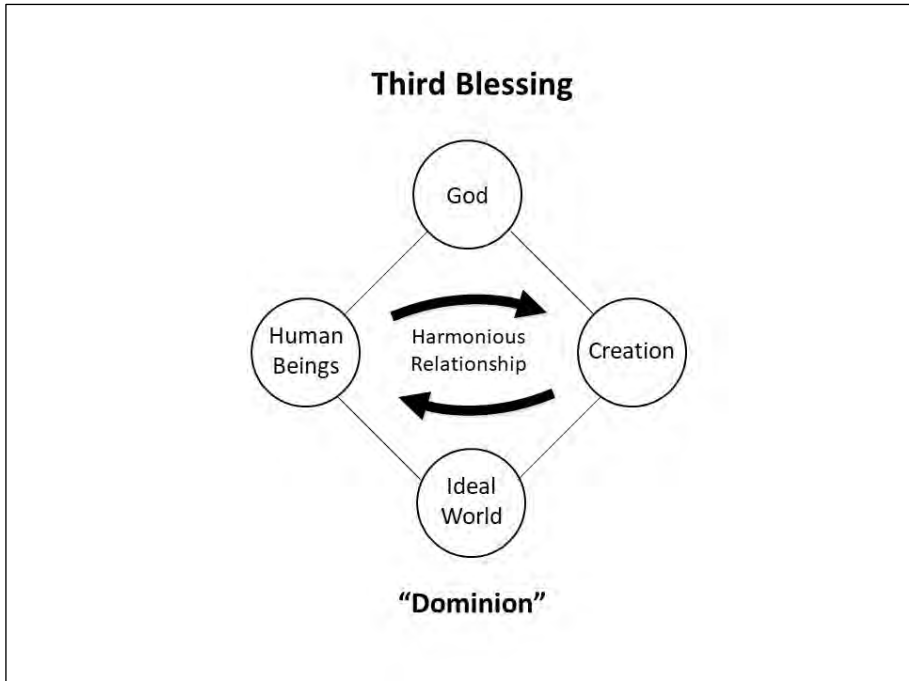 Third Blessing
God
Human
Beings
Harmonious
Relationship
Creation
Ideal
World
“Dominion”